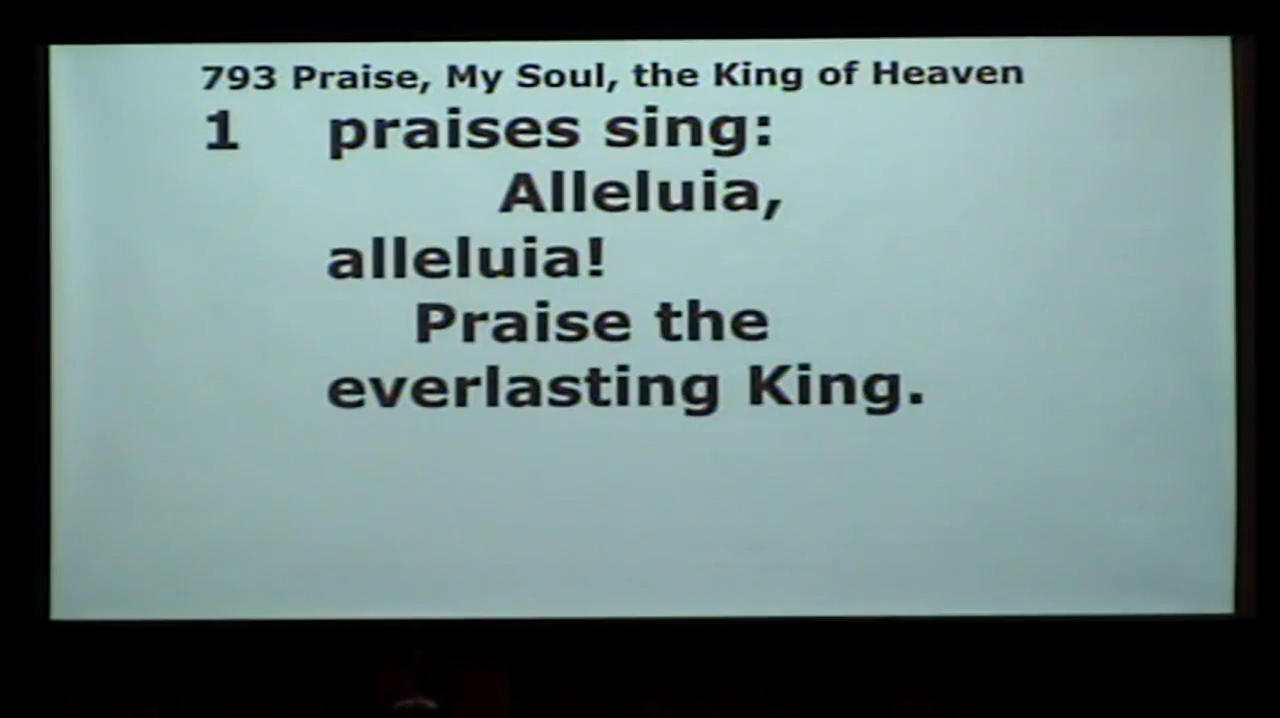 793 Praise, My Soul, the King of Heaven
1 praises sing:
Alleluia,
alleluia!
Praise the
everlasting King.